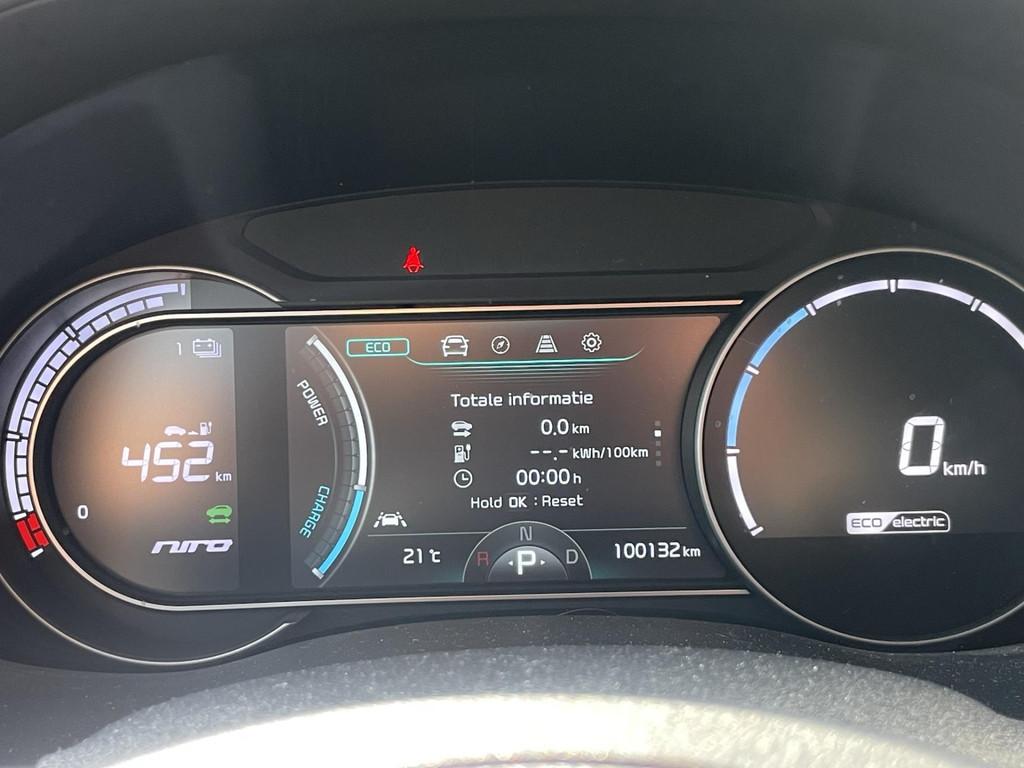 1
452 km
0
niro
POWER
CHARGE
ECO
Totale informatie
0.0 km
--.- kWh/100km
00:00 h
Hold OK : Reset
21℃
N
R P D
100132 km
0 km/h
ECO electric